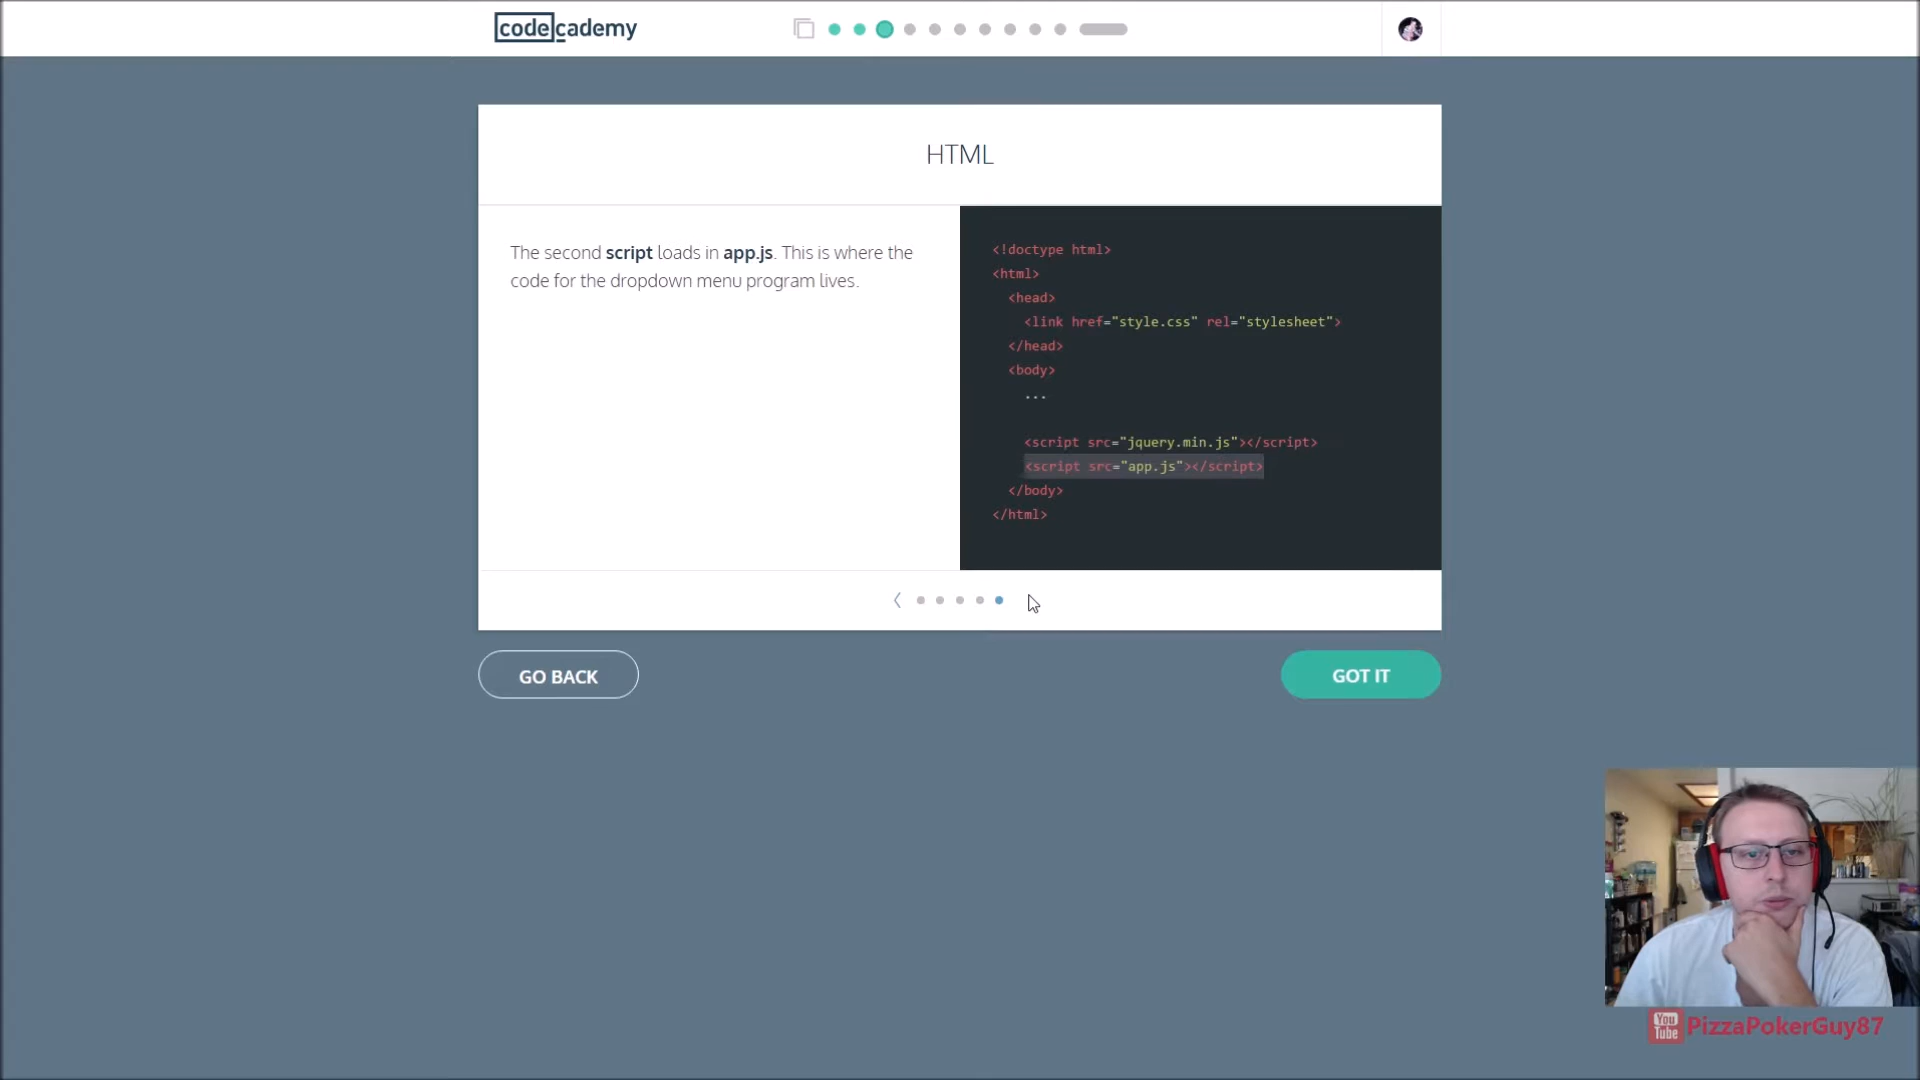 codecademy
HTML
The second script loads in app.js. This is where the
code for the dropdown menu program lives.
<!doctype html>
<html>
<head>
<link href="style.css" rel="stylesheet">
</head>
<body>
...
<script src="jquery.min.js"></script>
<script src="app.js"></script>
</body>
</html>
GO BACK
GOT IT
You
Tube
PizzaPokerGuy87